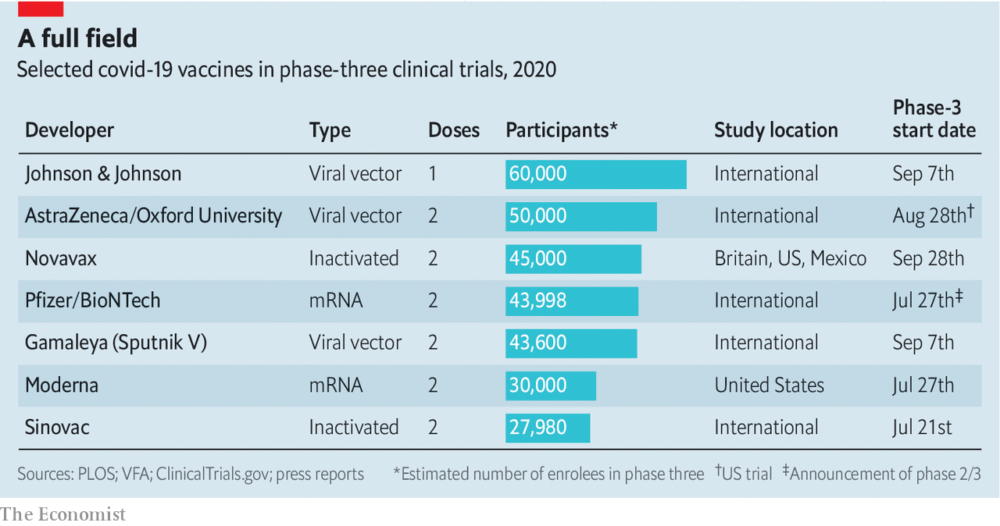 A full field
Selected covid-19 vaccines in phase-three clinical trials, 2020
Phase-3
Developer Type Doses Participants* Study location start date
Johnson & Johnson Viral vector 1 60,000 International Sep 7th
AstraZeneca/Oxford University Viral vector 2 50,000 International Aug 28th†
Novavax Inactivated 2 45,000 Britain, US, Mexico Sep 28th
Pfizer/BioNTech mRNA 2 43,998 International Jul 27th‡
Gamaleya (Sputnik V) Viral vector 2 43,600 International Sep 7th
Moderna mRNA 2 30,000 United States Jul 27th
Sinovac Inactivated 2 27,980 International Jul 21st
Sources: PLOS; VFA; ClinicalTrials.gov; press reports *Estimated number of enrolees in phase three †US trial ‡Announcement of phase 2/3
The Economist